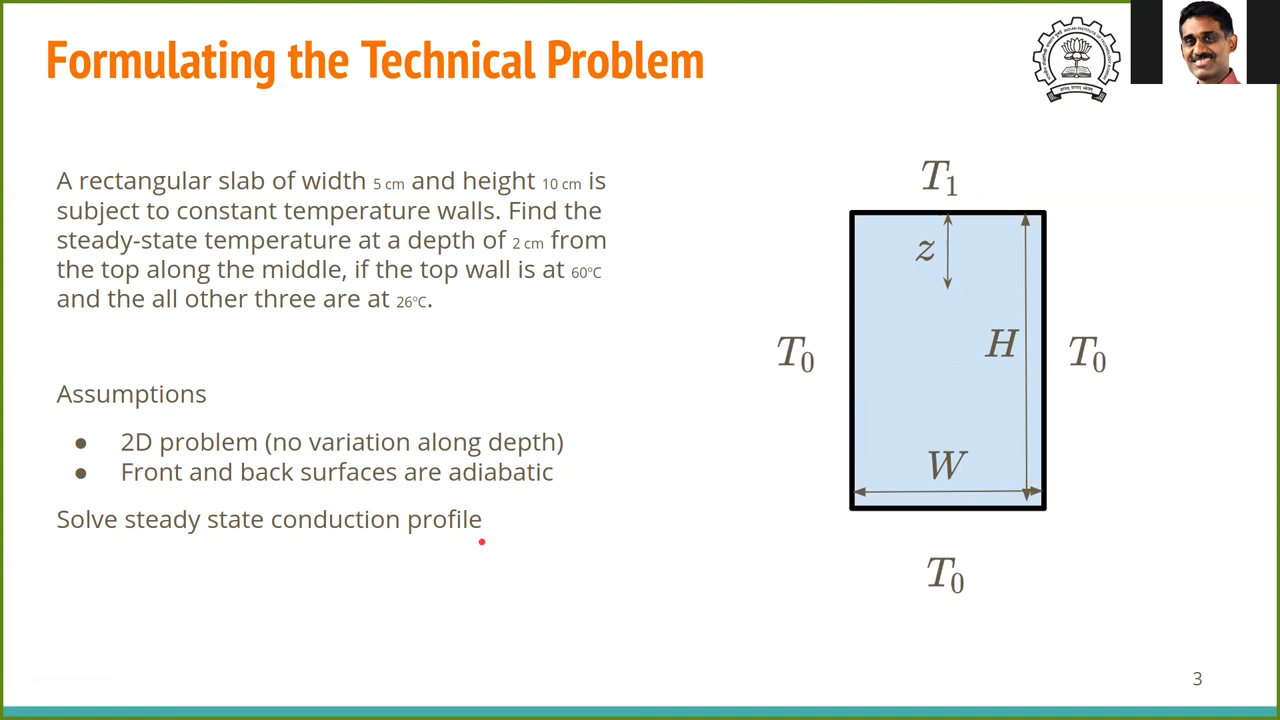 Formulating the Technical Problem
A rectangular slab of width 5 cm and height 10 cm is
subject to constant temperature walls. Find the
steady-state temperature at a depth of 2 cm from
the top along the middle, if the top wall is at 60°C
and the all other three are at 26°C.
Assumptions
● 2D problem (no variation along depth)
● Front and back surfaces are adiabatic
Solve steady state conduction profile
T₁
z
H
T₀
T₀
W
T₀
3